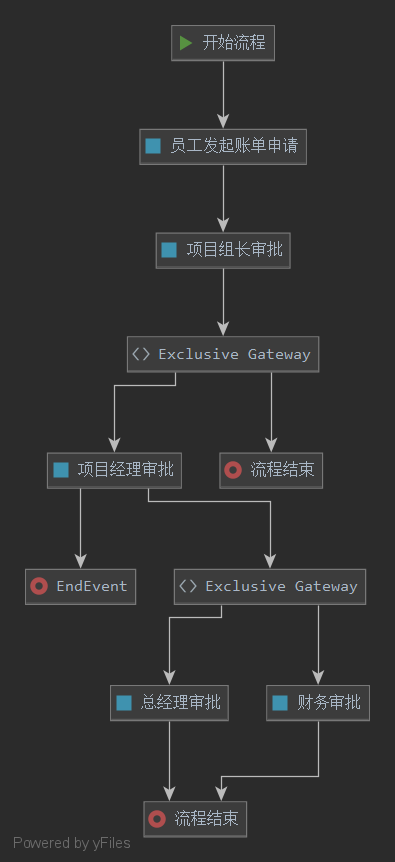 开始流程
员工发起账单申请
项目组长审批
Exclusive Gateway
项目经理审批
流程结束
EndEvent
Exclusive Gateway
总经理审批
财务审批
流程结束
Powered by yFiles